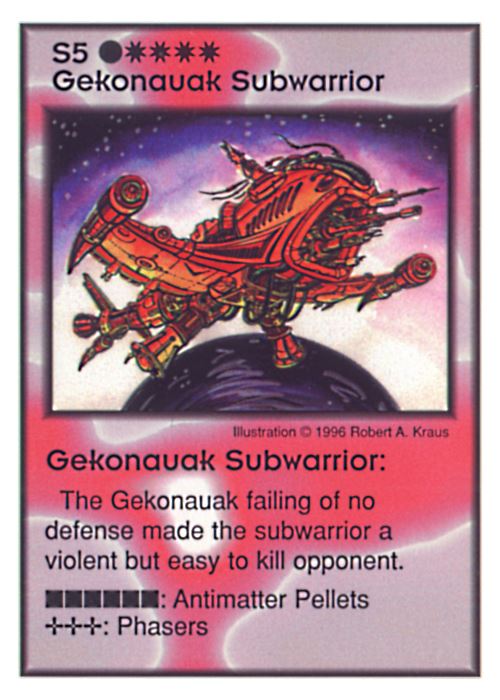 S5 ●✷✷✷✷
Gekonauak Subwarrior
Illustration © 1996 Robert A. Kraus
Gekonauak Subwarrior:
The Gekonauak failing of no
defense made the subwarrior a
violent but easy to kill opponent.
■■■■■■: Antimatter Pellets
✛✛✛: Phasers